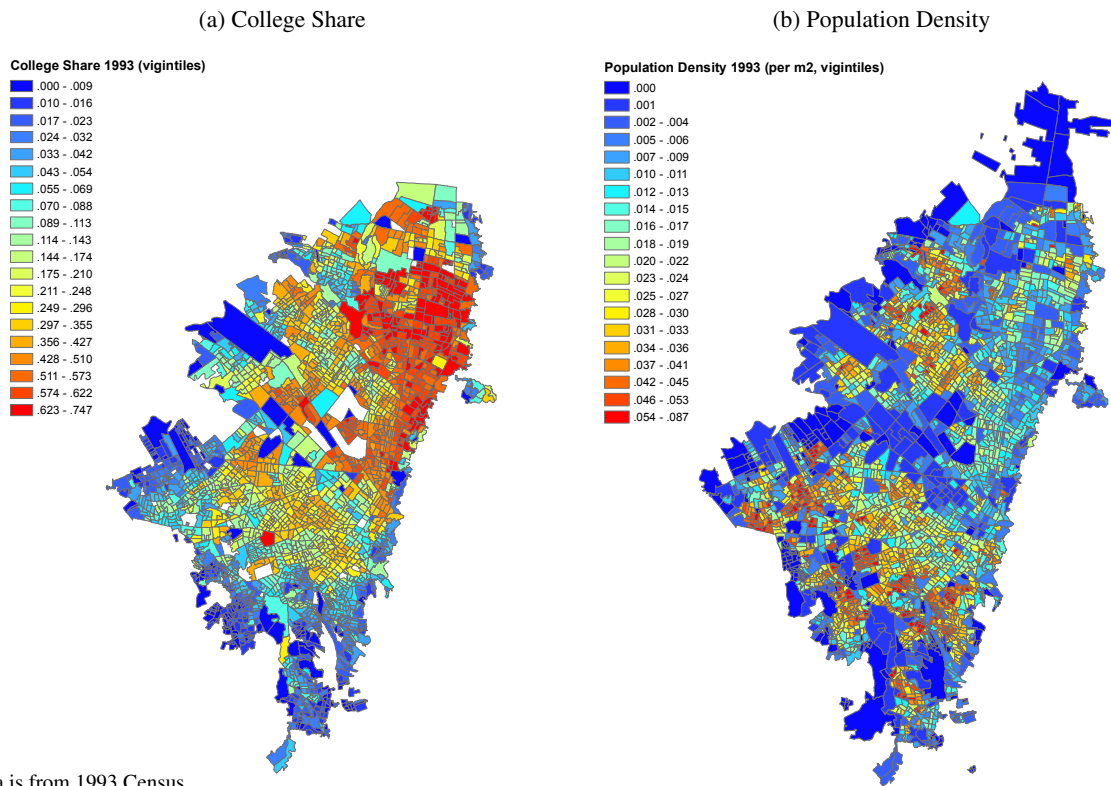 (a) College Share
(b) Population Density
College Share 1993 (vigintiles)
.000 - .009
.010 - .016
.017 - .023
.024 - .032
.033 - .042
.043 - .054
.055 - .069
.070 - .088
.089 - .113
.114 - .143
.144 - .174
.175 - .210
.211 - .248
.249 - .296
.297 - .355
.356 - .427
.428 - .510
.511 - .573
.574 - .622
.623 - .747
Population Density 1993 (per m2, vigintiles)
.000
.001
.002 - .004
.005 - .006
.007 - .009
.010 - .011
.012 - .013
.014 - .015
.016 - .017
.018 - .019
.020 - .022
.023 - .024
.025 - .027
.028 - .030
.031 - .033
.034 - .036
.037 - .041
.042 - .045
.046 - .053
.054 - .087
a is from 1993 Census